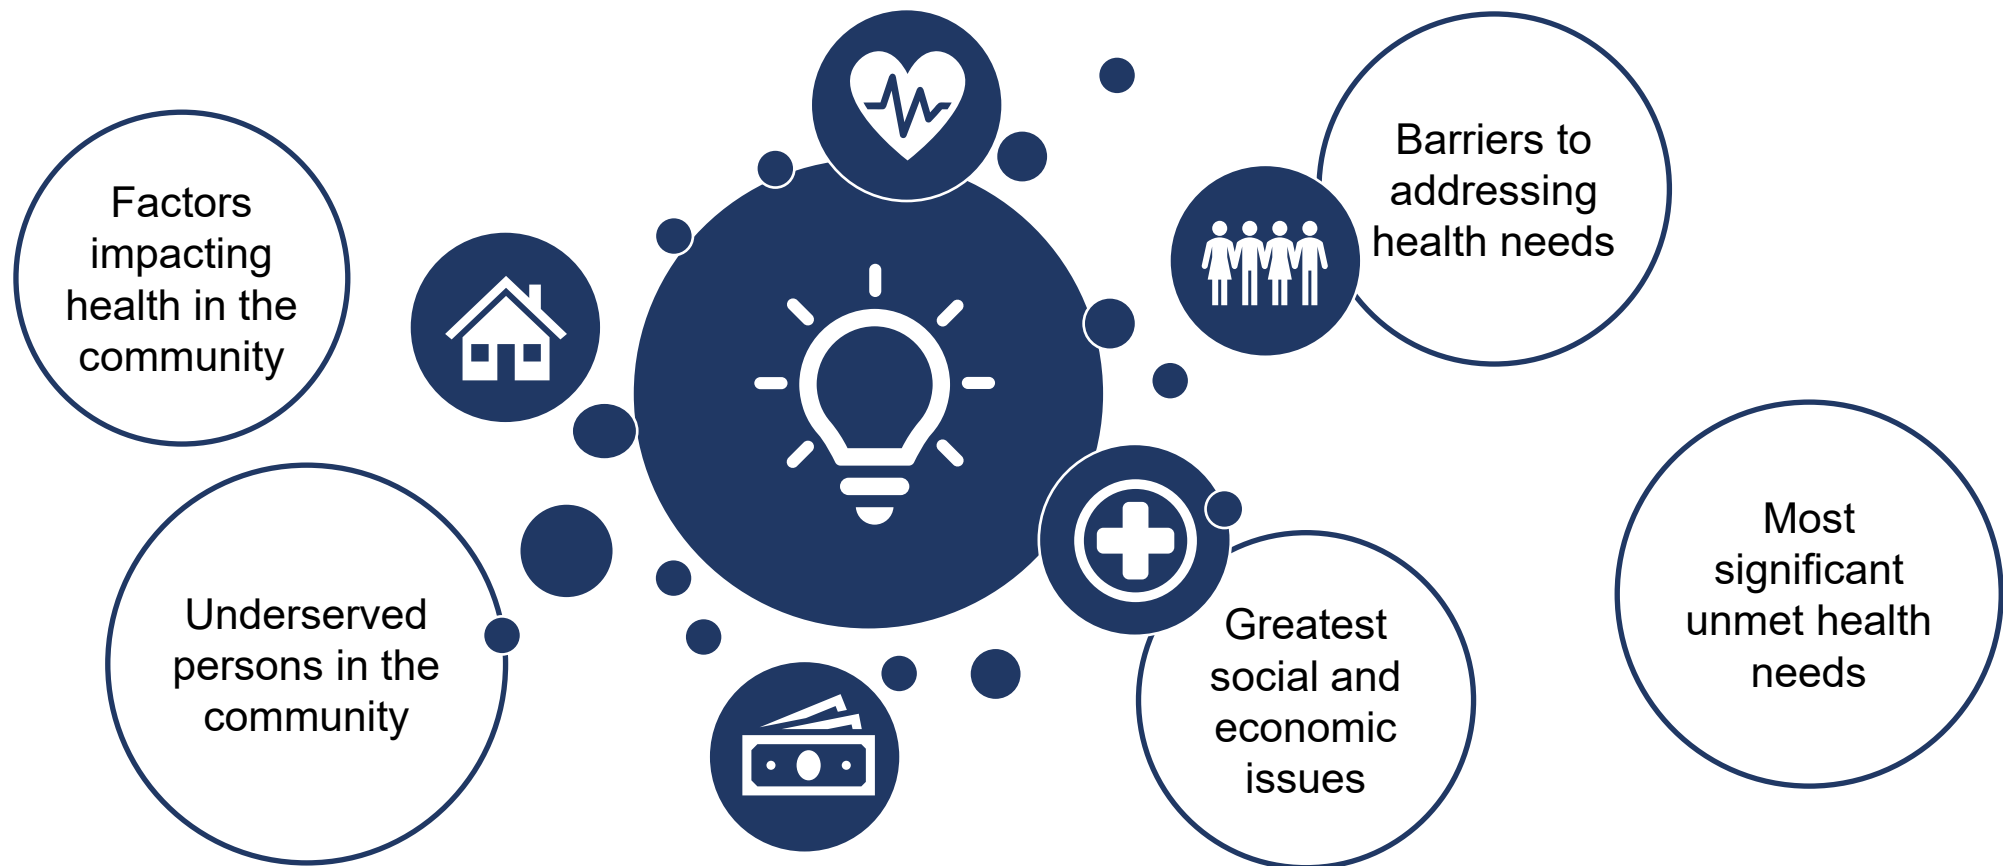 Factors
impacting
health in the
community
Underserved
persons in the
community
Barriers to
addressing
health needs
Greatest
social and
economic
issues
Most
significant
unmet health
needs